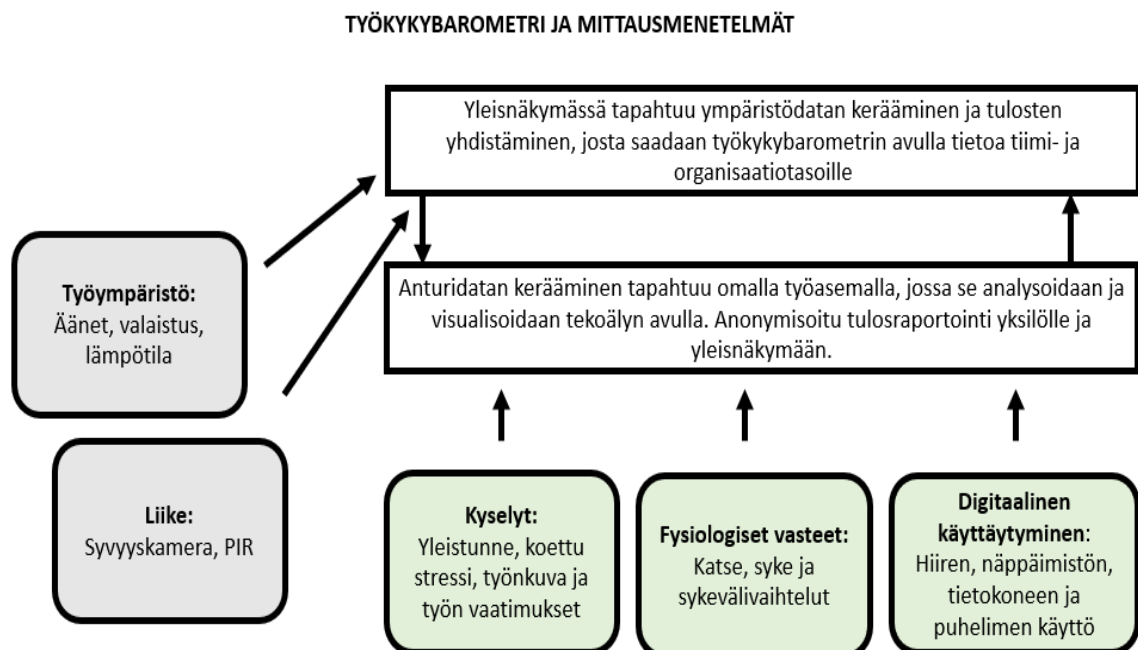 TYÖKYKYBAROMETRI JA MITTAUSMENETELMÄT
Yleisnäkymässä tapahtuu ympäristödatan kerääminen ja tulosten
yhdistäminen, josta saadaan työkykybarometrin avulla tietoa tiimi- ja
organisaatiotasoille
Työympäristö:
Äänet, valaistus,
lämpötila
Anturidatan kerääminen tapahtuu omalla työasemalla, jossa se analysoidaan ja
visualisoidaan tekoälyn avulla. Anonymisoitu tulosraportointi yksilölle ja
yleisnäkymään.
Liike:
Syvyyskamera, PIR
Kyselyt:
Yleistunne, koettu
stressi, työnkuva ja
työn vaatimukset
Fysiologiset vasteet:
Katse, syke ja
sykevälivaihtelut
Digitaalinen
käyttäytyminen:
Hiiren, näppäimistön,
tietokoneen ja
puhelimen käyttö